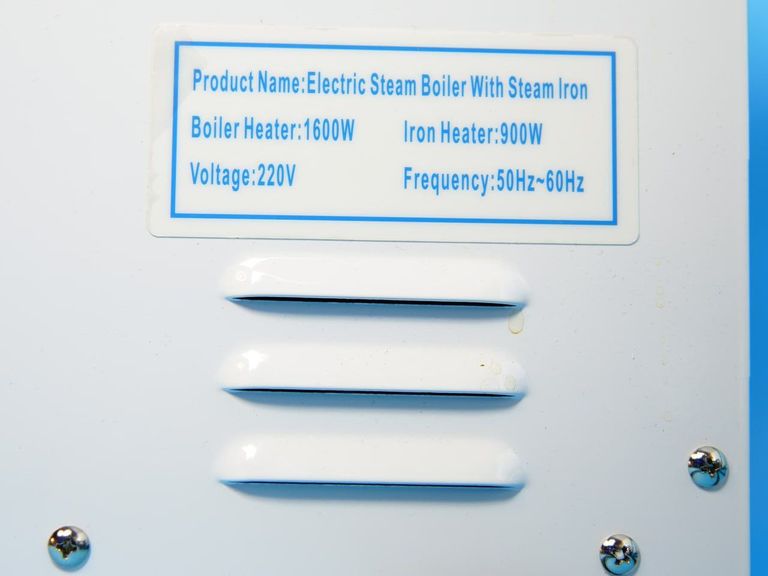 Product Name:Electric Steam Boiler With Steam Iron
Boiler Heater:1600W Iron Heater:900W
Voltage:220V Frequency:50Hz~60Hz